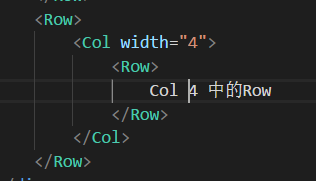 <Row>
<Col width="4">
<Row>
Col 4 中的Row
</Row>
</Col>
</Row>